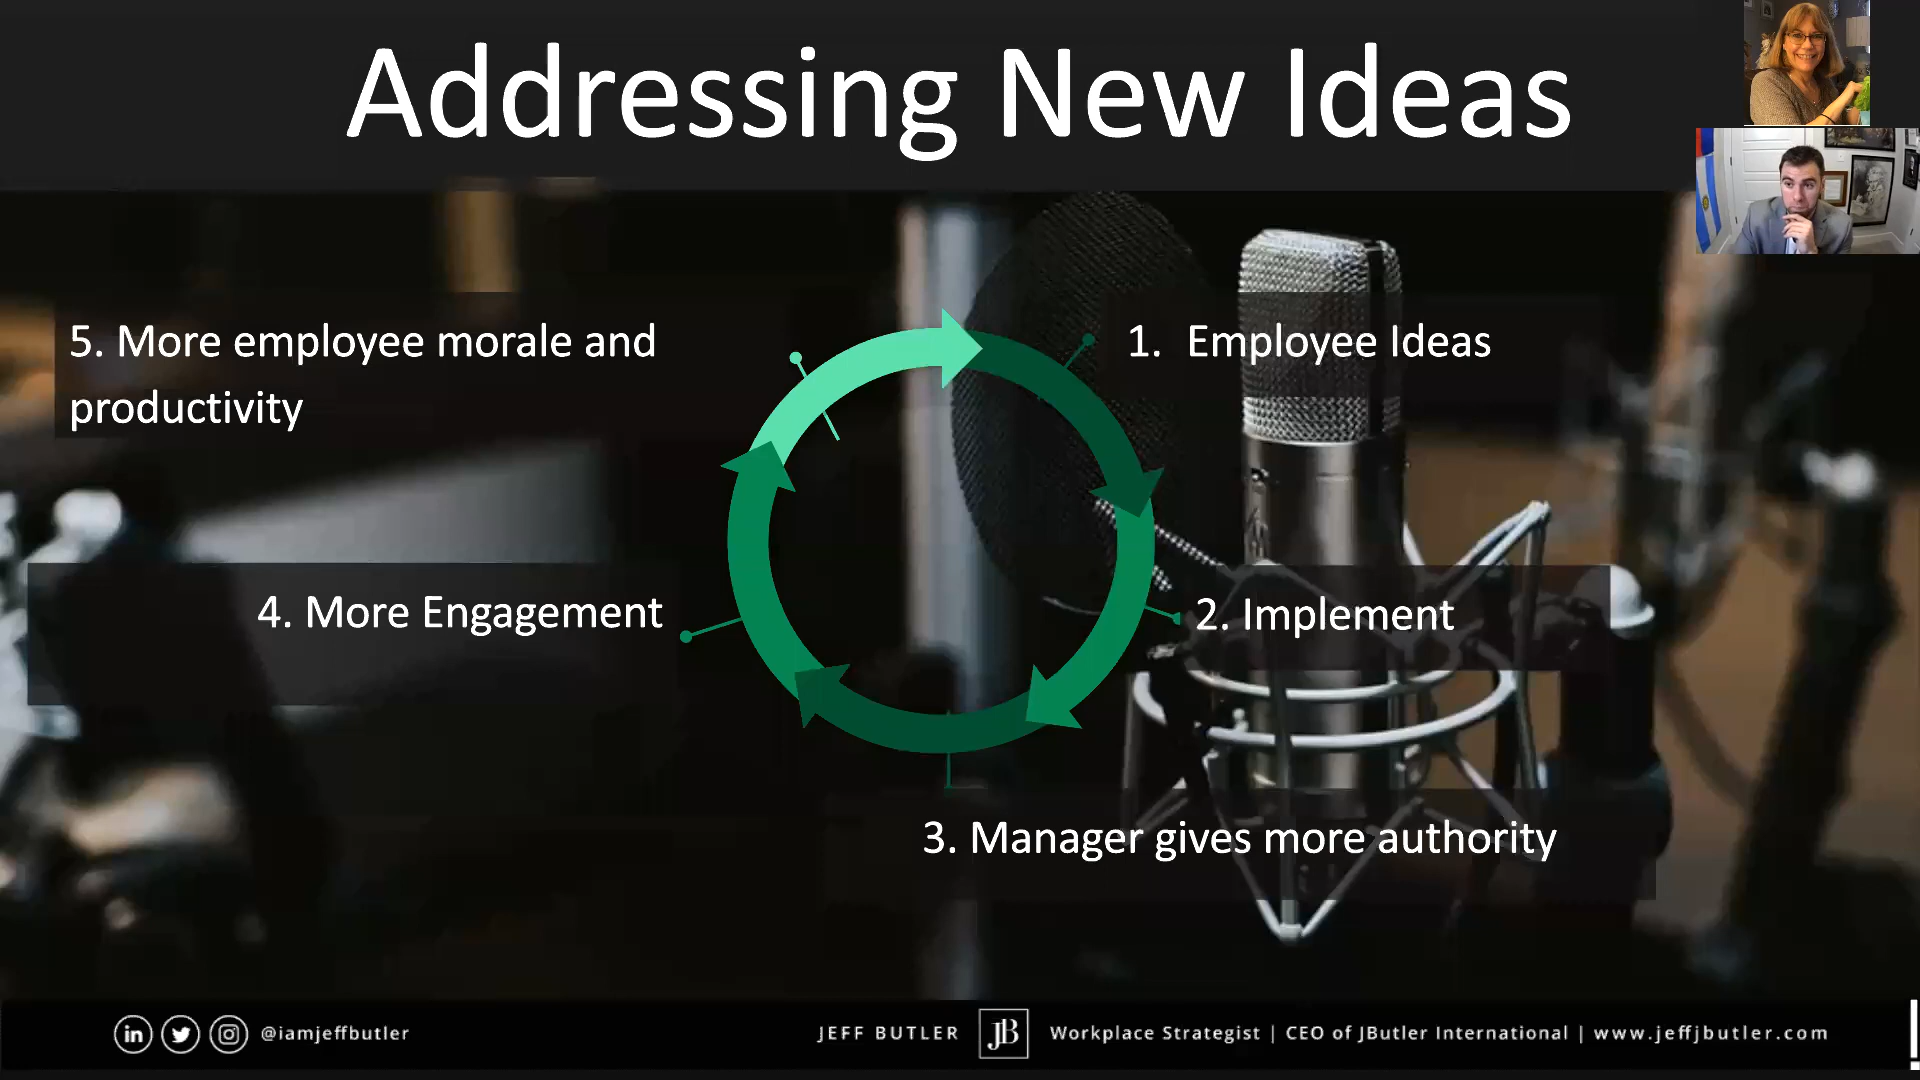 Addressing New Ideas
5. More employee morale and
productivity
1. Employee Ideas
4. More Engagement
2. Implement
3. Manager gives more authority
in
@iamjeffbutler
JEFF BUTLER
JB
Workplace Strategist | CEO of JButler International | www.jeffjbutler.com